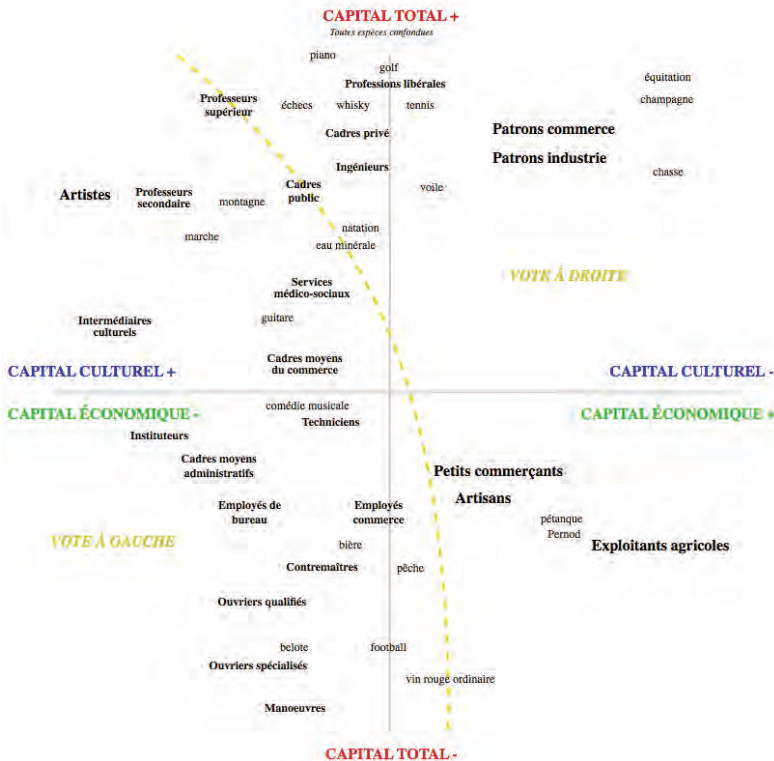 CAPITAL TOTAL +
Toutes espèces confondues
piano
golf
Professions libérales
équitation
Professeurs
supérieur
échecs
whisky
tennis
champagne
Cadres privé
Patrons commerce
Patrons industrie
Ingénieurs
chasse
Artistes
Professeurs
secondaire
montagne
Cadres
public
voile
marche
natation
eau minérale
Services
médico-sociaux
VOTE À DROITE
Intermédiaires
culturels
guitare
Cadres moyens
du commerce
CAPITAL CULTUREL +
CAPITAL CULTUREL -
CAPITAL ÉCONOMIQUE -
CAPITAL ÉCONOMIQUE +
comédie musicale
Techniciens
Instituteurs
Cadres moyens
administratifs
Petits commerçants
Artisans
Employés de
bureau
Employés
commerce
pétanque
Pernod
VOTE À GAUCHE
bière
Exploitants agricoles
Contremaîtres
pêche
Ouvriers qualifiés
belote
football
Ouvriers spécialisés
vin rouge ordinaire
Manoeuvres
CAPITAL TOTAL -